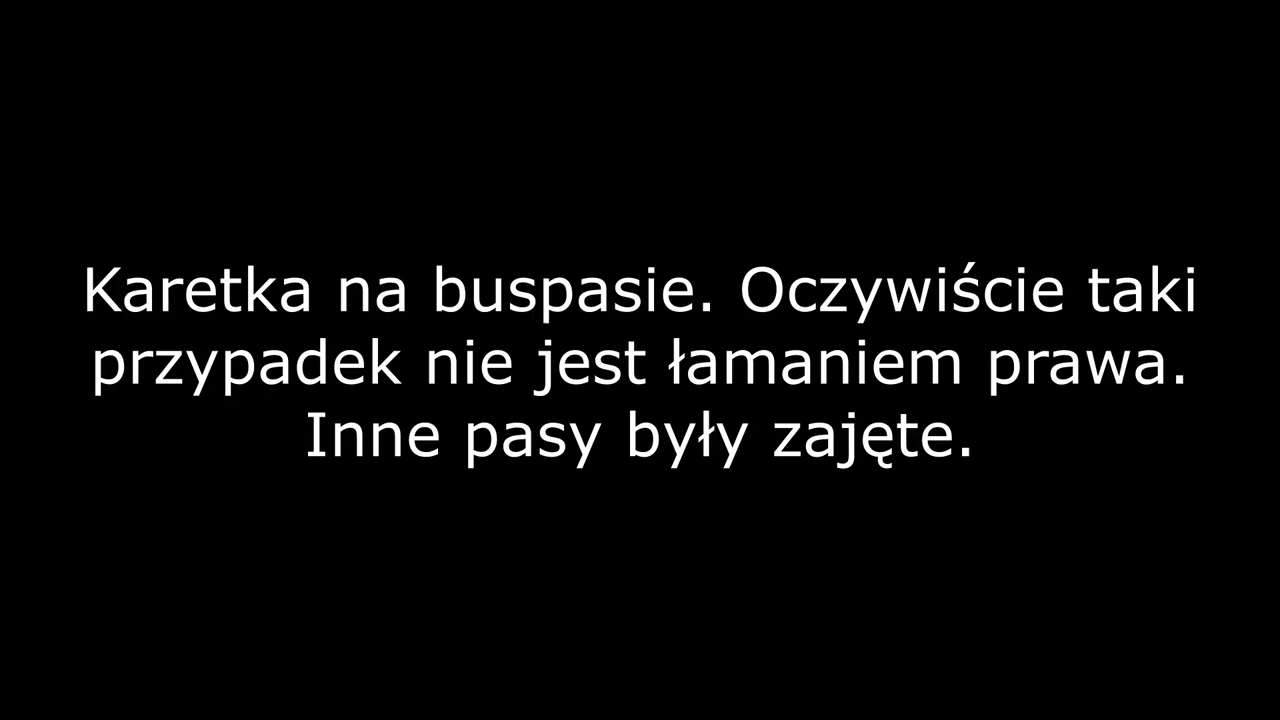 Karetka na buspasie. Oczywiście taki
przypadek nie jest łamaniem prawa.
Inne pasy były zajęte.